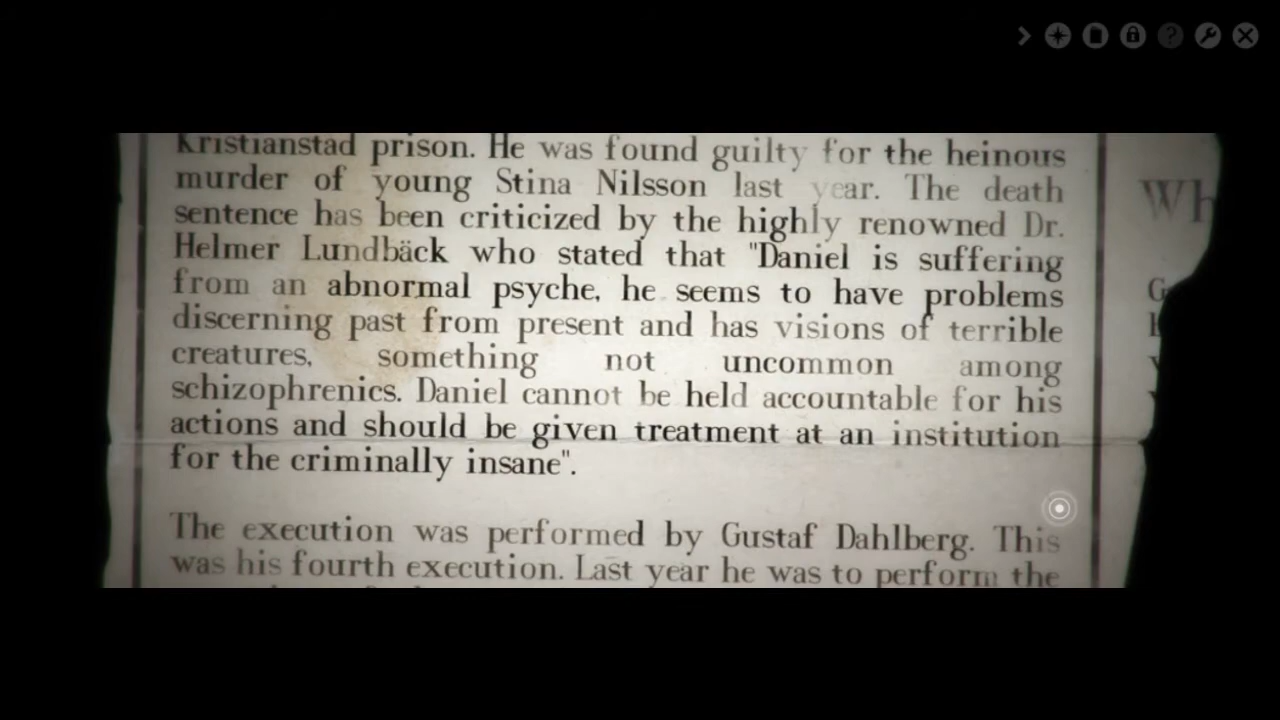 Kristianstad prison. He was found guilty for the heinous
murder of young Stina Nilsson last year. The death
sentence has been criticized by the highly renowned Dr.
Helmer Lundbäck who stated that "Daniel is suffering
from an abnormal psyche, he seems to have problems
discerning past from present and has visions of terrible
creatures, something not uncommon among
schizophrenics. Daniel cannot be held accountable for his
actions and should be given treatment at an institution
for the criminally insane".
The execution was performed by Gustaf Dahlberg. This
was his fourth execution. Last year he was to perform the
Wh